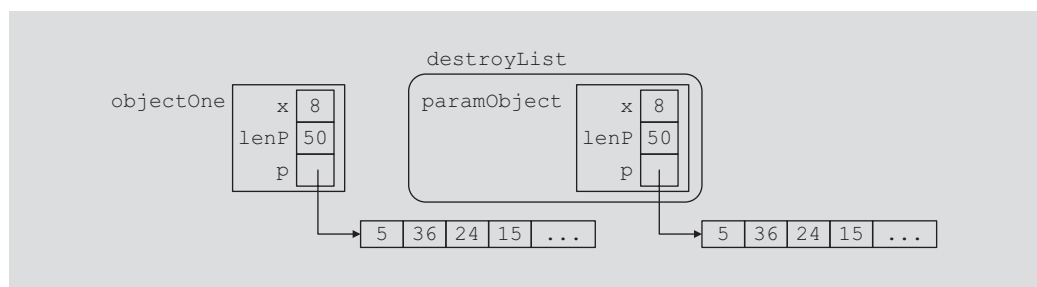 destroyList
objectOne x 8 paramObject x 8
lenP 50 lenP 50
p p
5 36 24 15 ... 5 36 24 15 ...